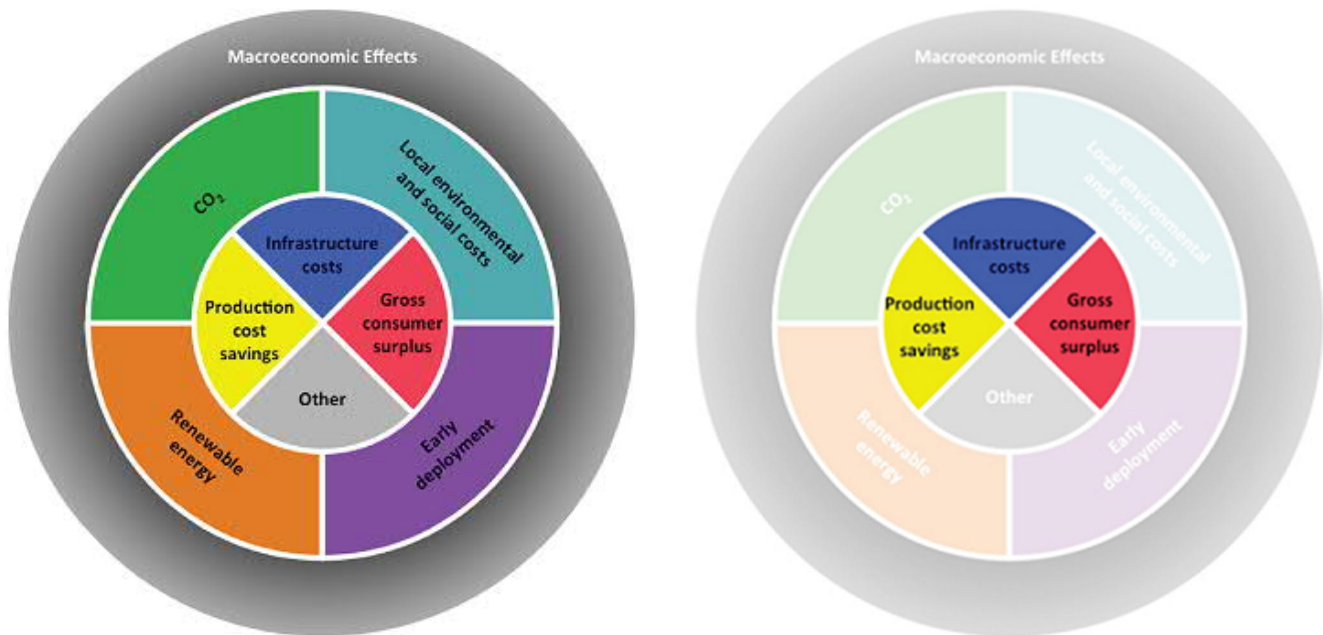 Macroeconomic Effects
CO₂
Local environmental
and social costs
Infrastructure
costs
Production
cost
savings
Gross
consumer
surplus
Other
Renewable
energy
Early
deployment
Macroeconomic Effects
CO₂
Local environmental
and social costs
Infrastructure
costs
Production
cost
savings
Gross
consumer
surplus
Other
Renewable
energy
Early
deployment